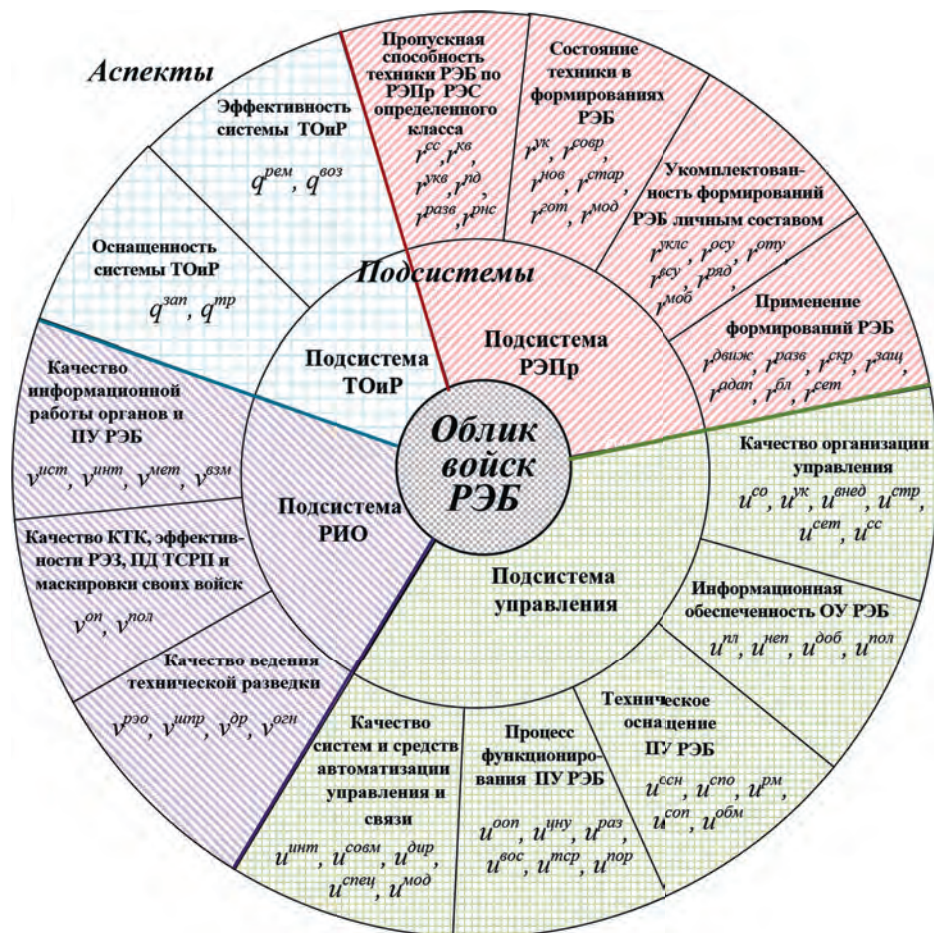 Аспекты
Подсистемы
Облик
войск
РЭБ
Подсистема
РЭПр
Пропускная
способность
техники РЭБ по
РЭПр РЭС
определенного
класса
r^сс, r^кв,
r^укв, r^пд,
r^разв, r^рнс
Состояние
техники в
формированиях
РЭБ
r^ук, r^совр,
r^нов, r^стар,
r^гот, r^мод
Укомплектован-
ность формирований
РЭБ личным составом
r^уклс, r^осу, r^оту,
r^всу, r^ряд,
r^моб
Применение
формирований РЭБ
r^движ, r^разв, r^скр, r^защ,
r^адап, r^бл, r^сет
Подсистема
управления
Качество организации
управления
u^со, u^ук, u^внед, u^стр,
u^сет, u^сс
Информационная
обеспеченность ОУ РЭБ
u^пл, u^неп, u^доб, u^пол
Техническое
оснащение
ПУ РЭБ
u^ссн, u^спо, u^рм,
u^соп, u^обм
Процесс
функциониро-
вания ПУ РЭБ
u^ооп, u^цну, u^раз,
u^вос, u^тср, u^пор
Качество
систем и средств
автоматизации
управления и
связи
u^инт, u^совм, u^дир,
u^спец, u^мод
Подсистема
РИО
Качество ведения
технической разведки
v^рэо, v^ипр, v^др, v^огн
Качество КТК, эффектив-
ности РЭЗ, ПД ТСРП и
маскировки своих войск
v^оп, v^пол
Качество
информационной
работы органов и
ПУ РЭБ
v^ист, v^инт, v^мет, v^взм
Подсистема
ТОиР
Оснащенность
системы ТОиР
q^зап, q^тр
Эффективность
системы ТОиР
q^рем, q^воз